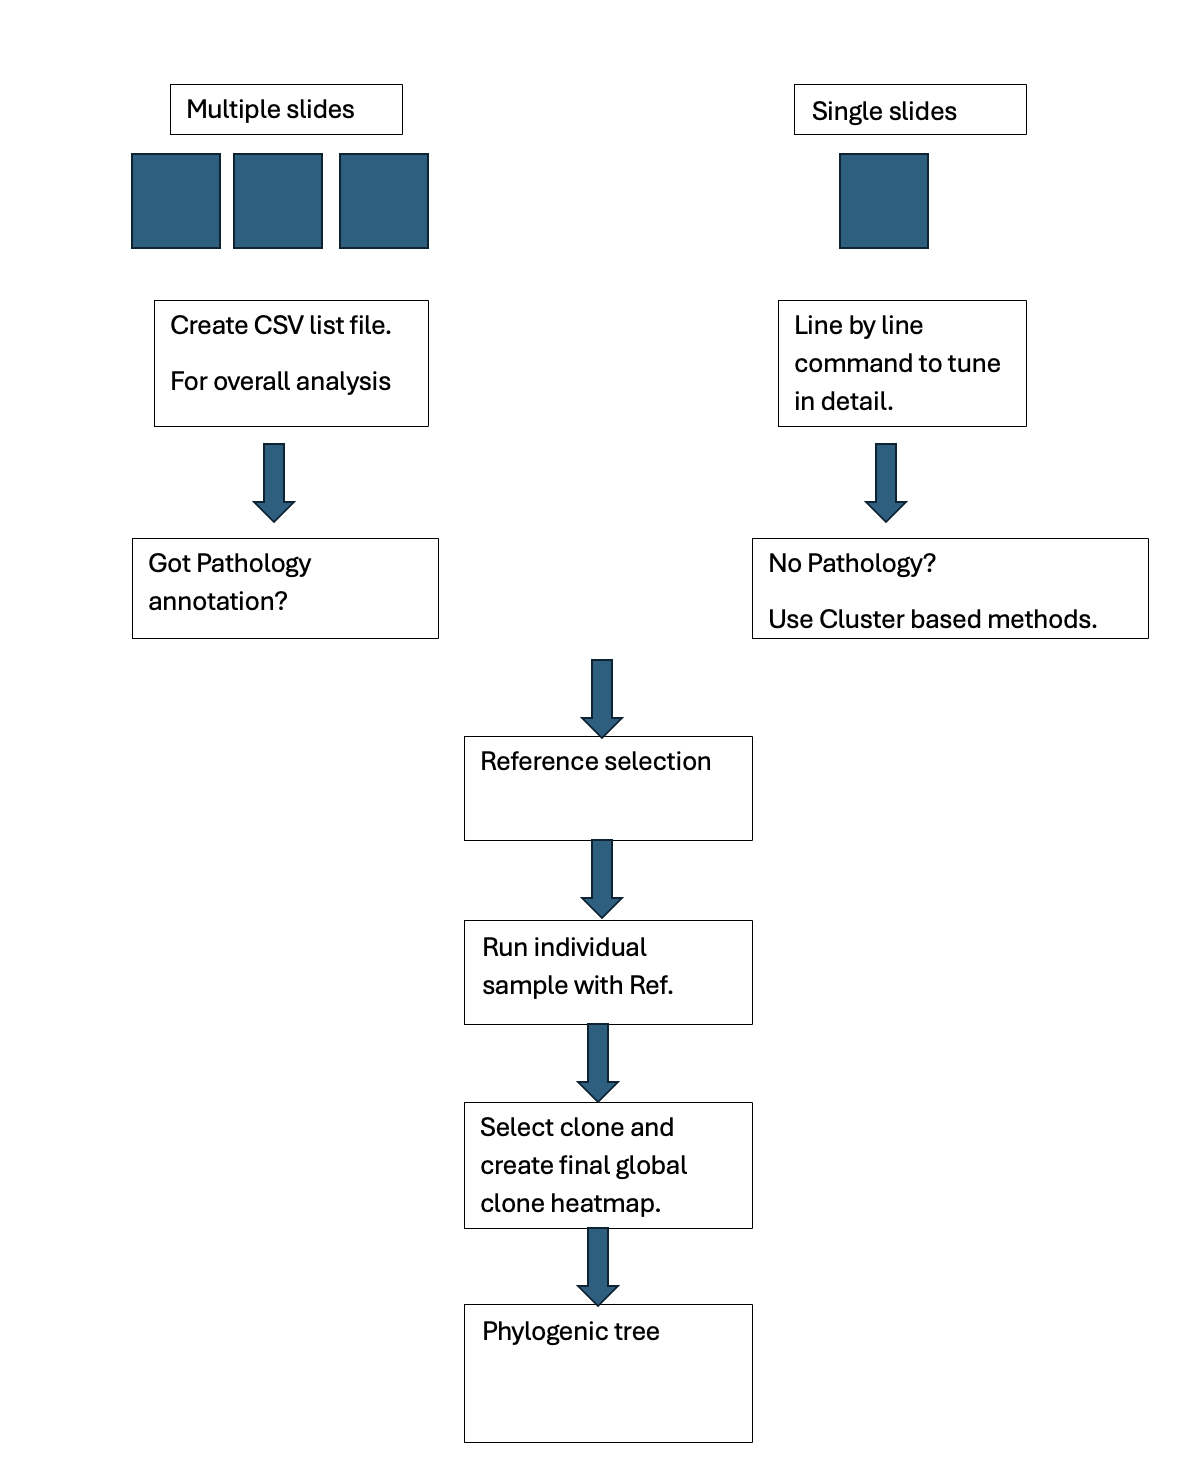 Multiple slides
Single slides
Create CSV list file.
For overall analysis
Line by line
command to tune
in detail.
Got Pathology
annotation?
No Pathology?
Use Cluster based methods.
Reference selection
Run individual
sample with Ref.
Select clone and
create final global
clone heatmap.
Phylogenic tree